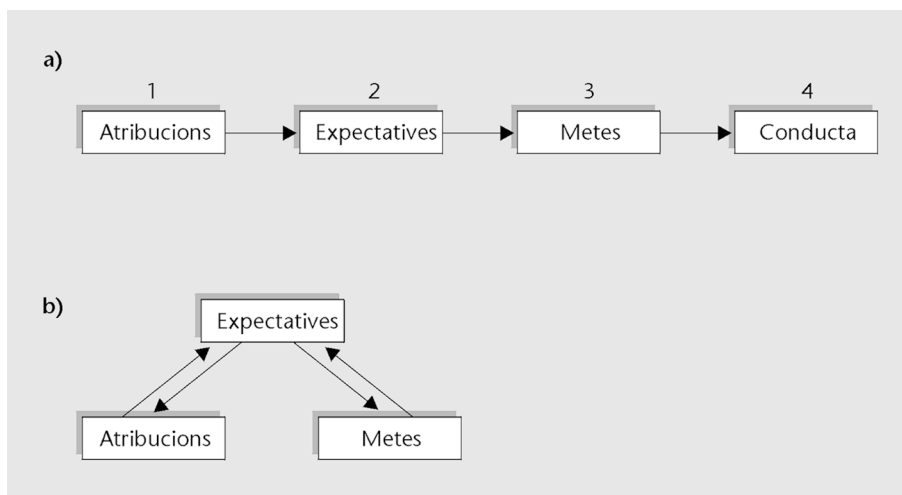 a)
1 2 3 4
Atribucions Expectatives Metes Conducta
b)
Expectatives
Atribucions Metes